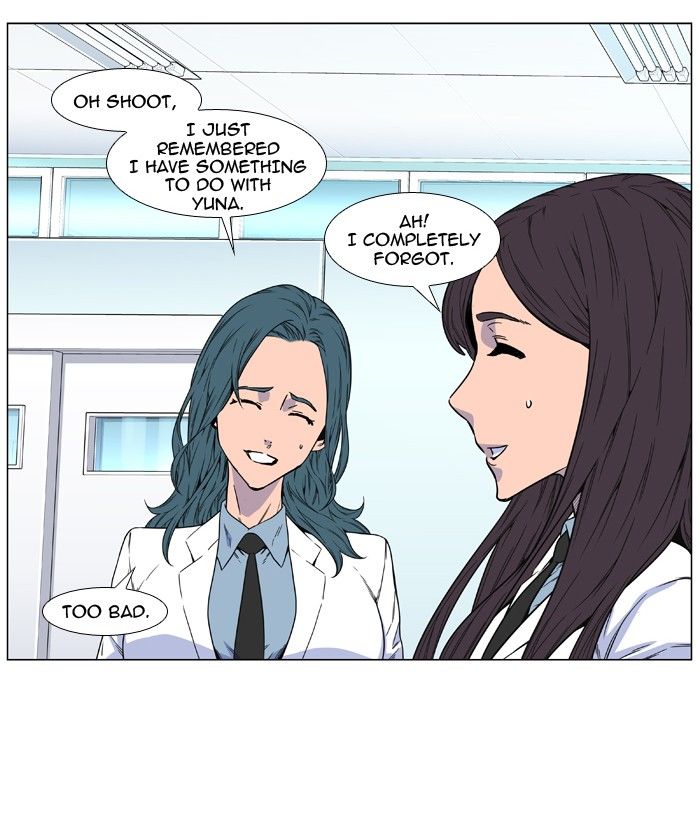 OH SHOOT,
I JUST
REMEMBERED
I HAVE SOMETHING
TO DO WITH
YUNA.
AH!
I COMPLETELY
FORGOT.
TOO BAD.